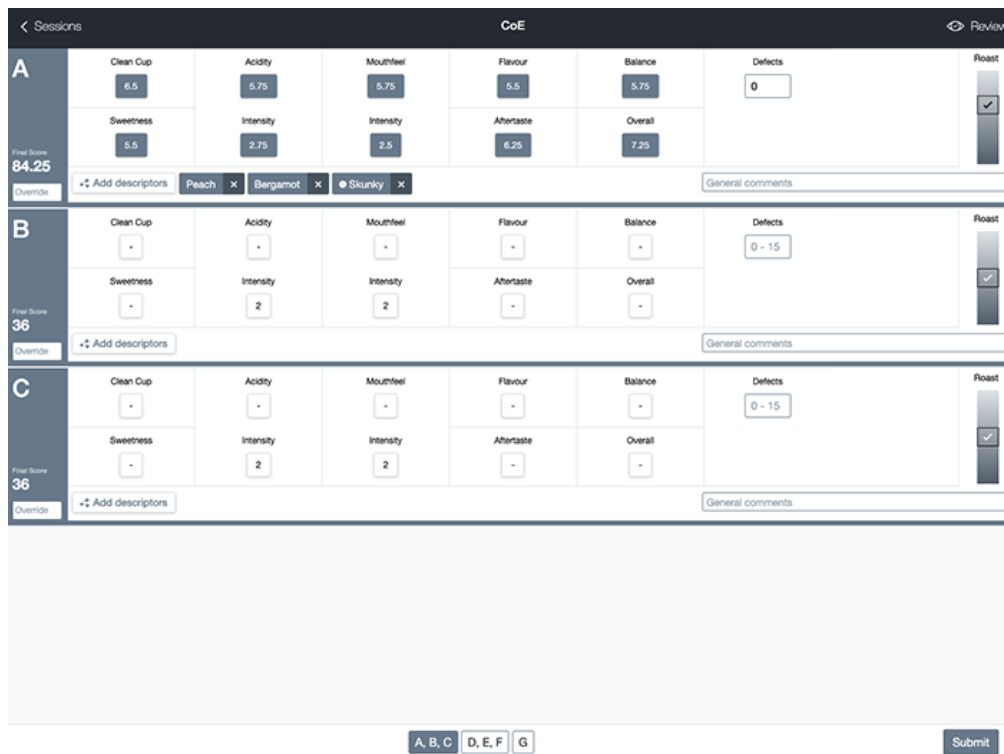 Sessions CoE Review
A Clean Cup Acidity Mouthfeel Flavour Balance Defects Roast
6.5 5.75 5.75 5.5 5.75 0
Sweetness Intensity Intensity Aftertaste Overall
5.5 2.75 2.5 6.25 7.25
Final Score
84.25
Override
Add descriptors Peach × Bergamot × Skunky × General comments
B Clean Cup Acidity Mouthfeel Flavour Balance Defects Roast
- - - - - 0 - 15
Sweetness Intensity Intensity Aftertaste Overall
- 2 2 - -
Final Score
36
Override
Add descriptors General comments
C Clean Cup Acidity Mouthfeel Flavour Balance Defects Roast
- - - - - 0 - 15
Sweetness Intensity Intensity Aftertaste Overall
- 2 2 - -
Final Score
36
Override
Add descriptors General comments
A, B, C D, E, F G Submit